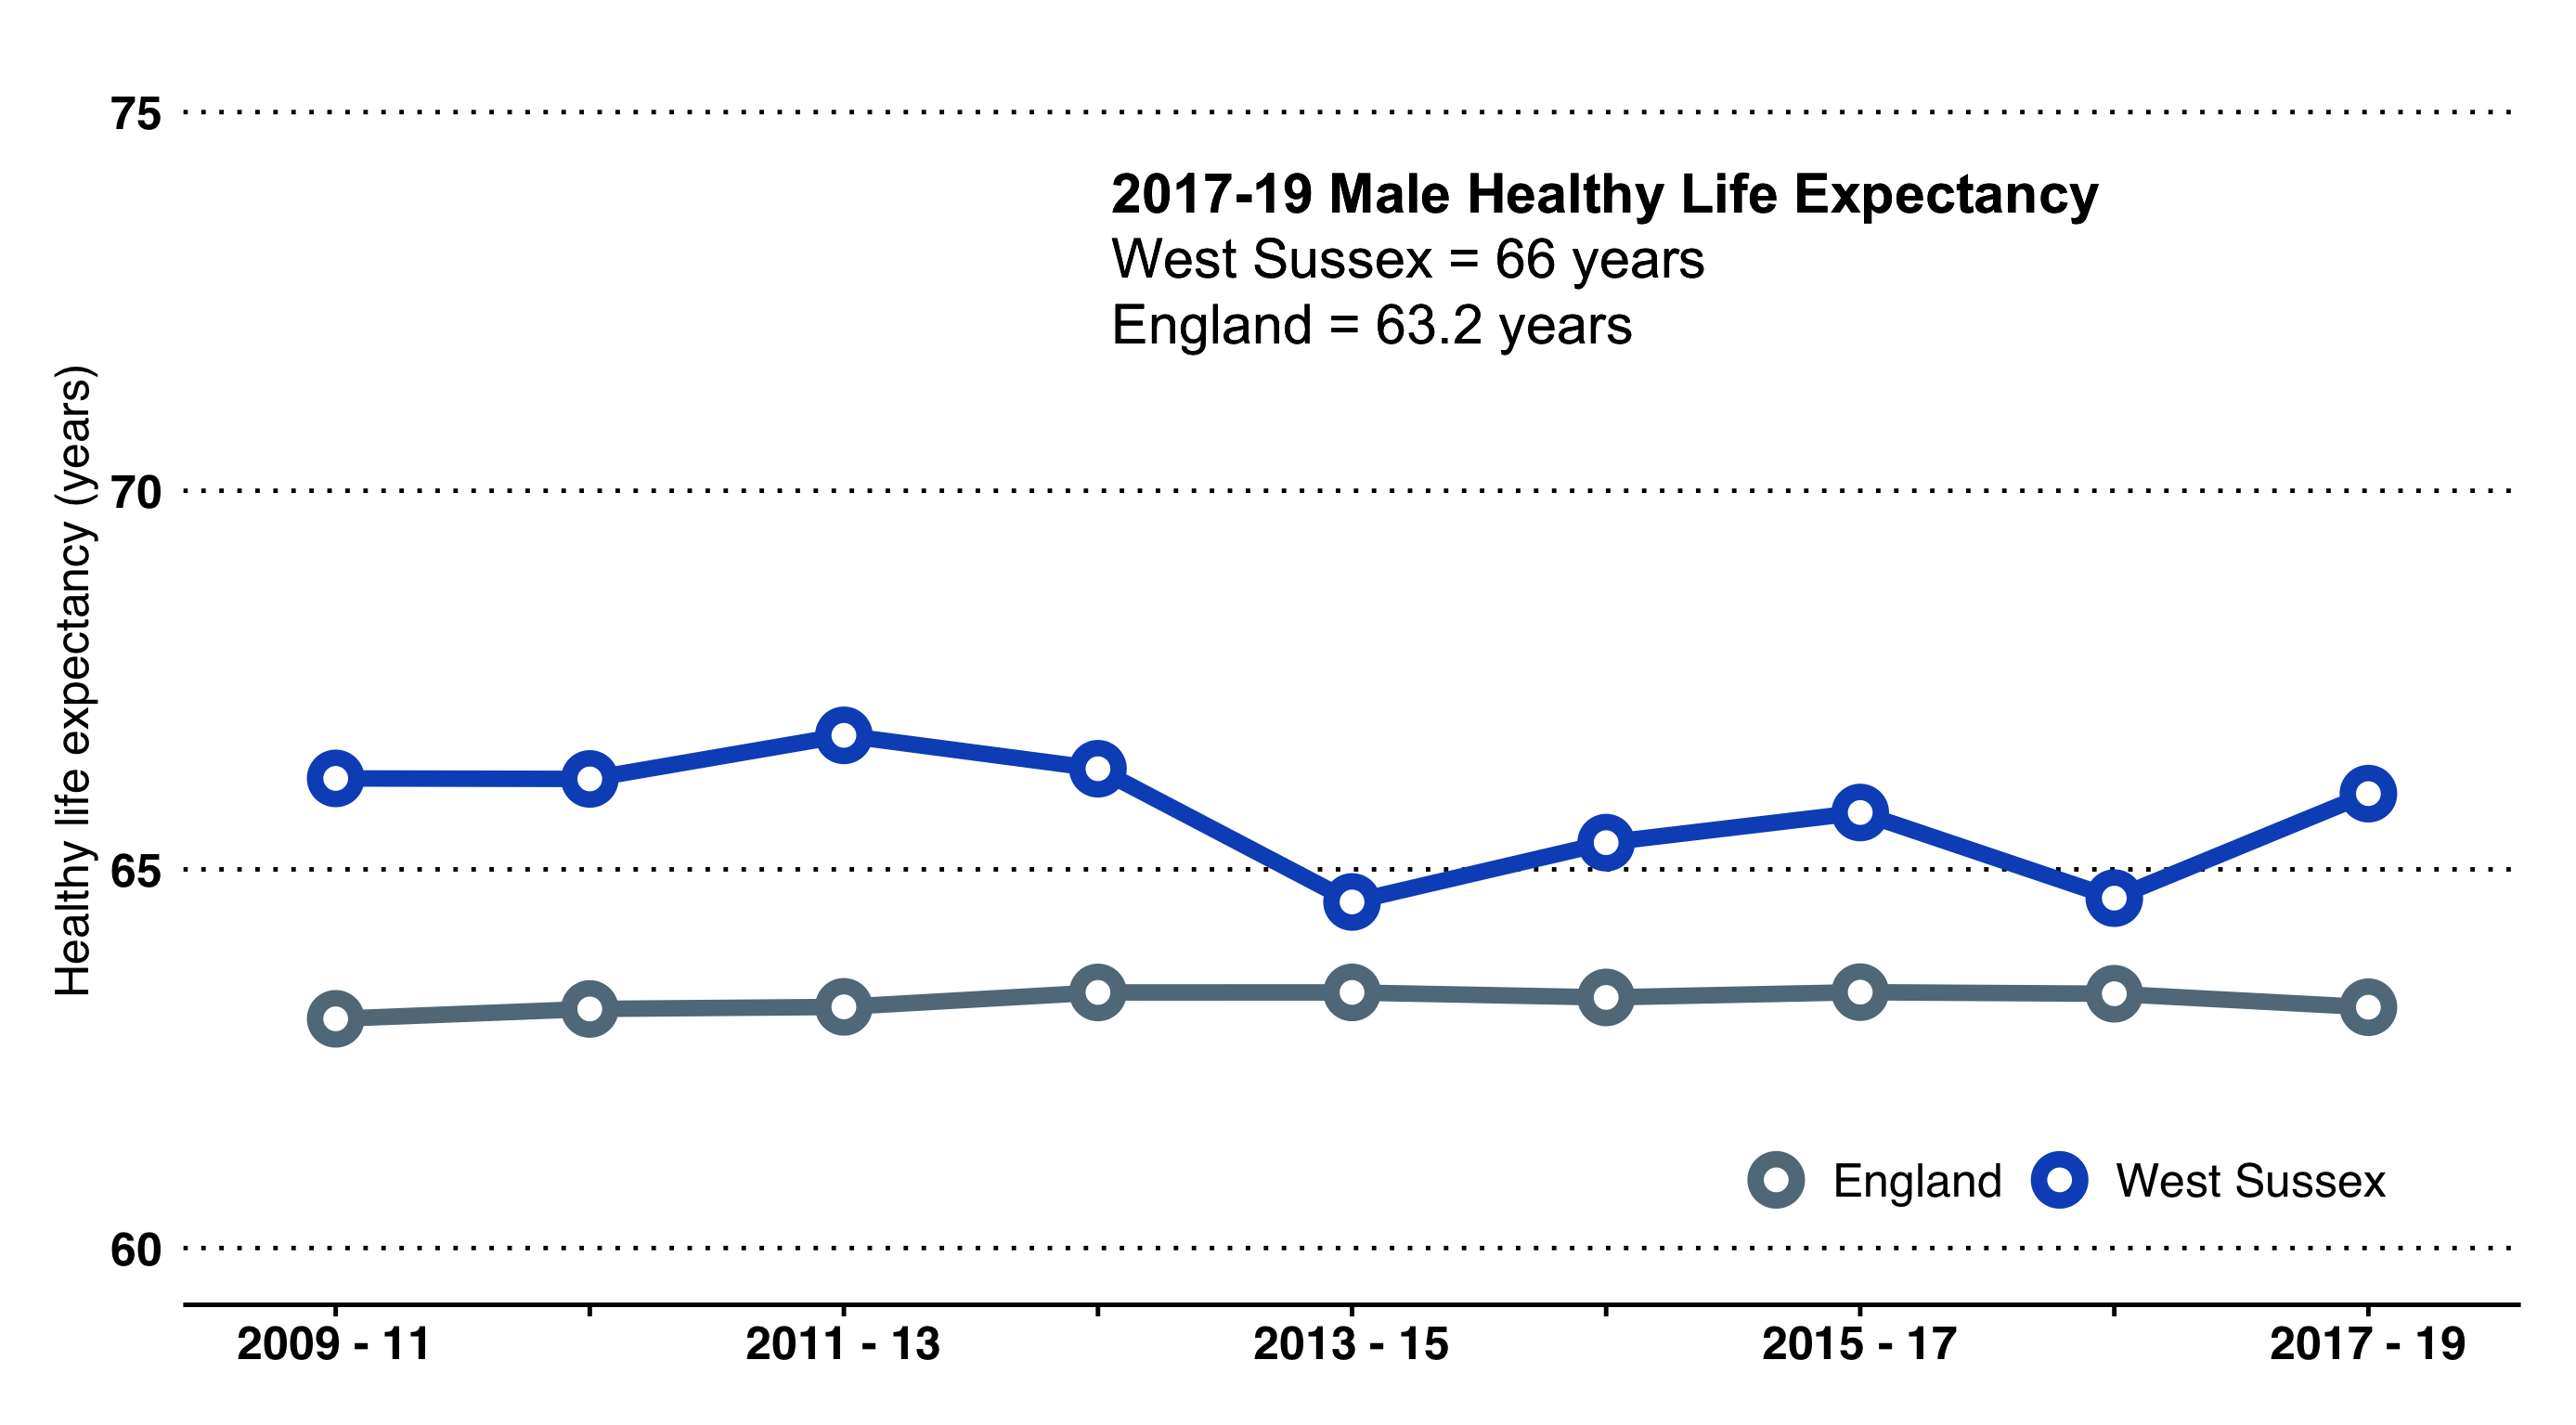 75
2017-19 Male Healthy Life Expectancy
West Sussex = 66 years
England = 63.2 years
Healthy life expectancy (years)
70
65
England
West Sussex
60
2009 - 11
2011 - 13
2013 - 15
2015 - 17
2017 - 19